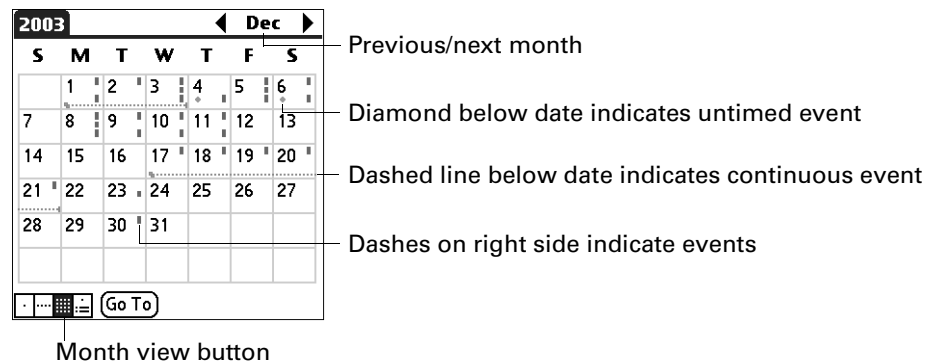 2003 Dec
S M T W T F S
1 2 3 4 5 6
7 8 9 10 11 12 13
14 15 16 17 18 19 20
21 22 23 24 25 26 27
28 29 30 31
Go To
Previous/next month
Diamond below date indicates untimed event
Dashed line below date indicates continuous event
Dashes on right side indicate events
Month view button